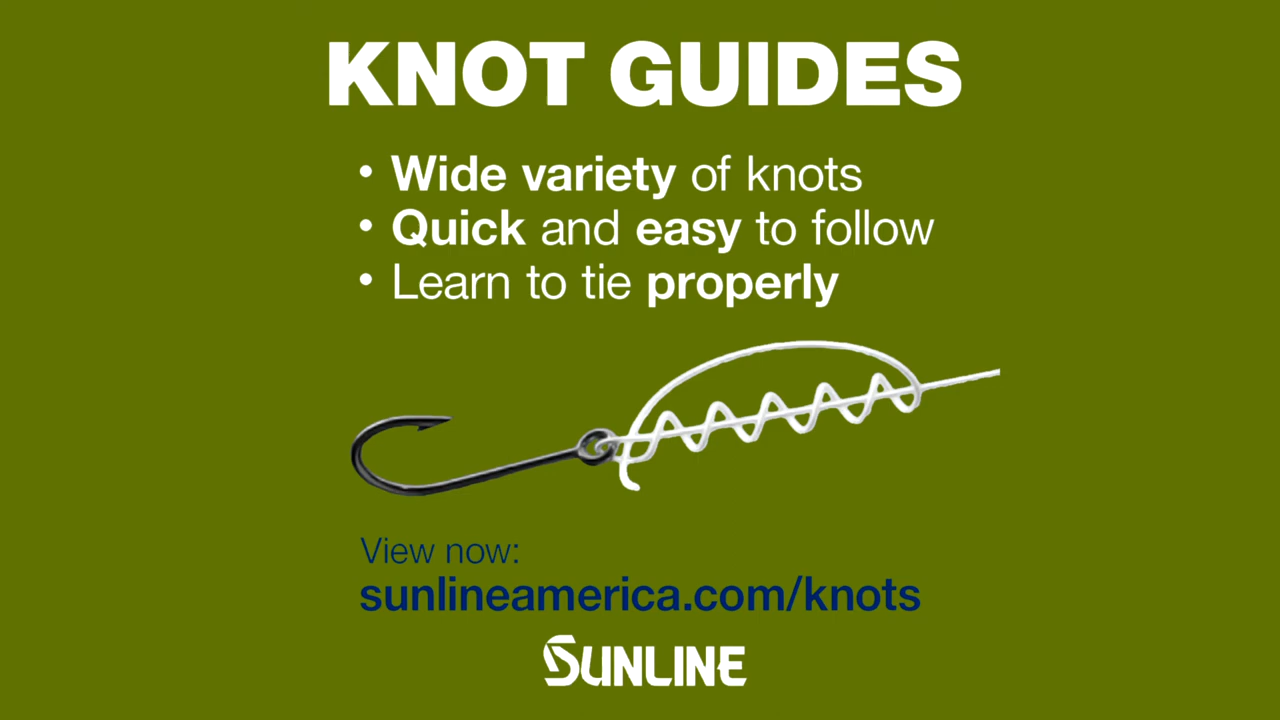 KNOT GUIDES
• Wide variety of knots
• Quick and easy to follow
• Learn to tie properly
View now:
sunlineamerica.com/knots
SUNLINE